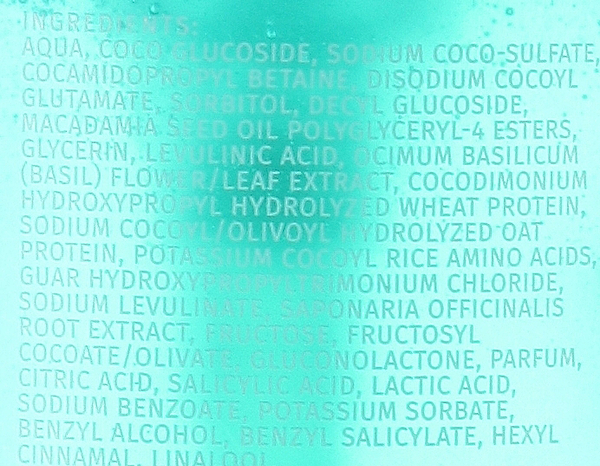 INGREDIENTS:
AQUA, COCO GLUCOSIDE, SODIUM COCO-SULFATE,
COCAMIDOPROPYL BETAINE, DISODIUM COCOYL
GLUTAMATE, SORBITOL, DECYL GLUCOSIDE,
MACADAMIA SEED OIL POLYGLYCERYL-4 ESTERS,
GLYCERIN, LEVULINIC ACID, OCIMUM BASILICUM
(BASIL) FLOWER/LEAF EXTRACT, COCODIMONIUM
HYDROXYPROPYL HYDROLYZED WHEAT PROTEIN,
SODIUM COCOYL/OLIVOYL HYDROLYZED OAT
PROTEIN, POTASSIUM COCOYL RICE AMINO ACIDS,
GUAR HYDROXYPROPYLTRIMONIUM CHLORIDE,
SODIUM LEVULINATE, SAPONARIA OFFICINALIS
ROOT EXTRACT, FRUCTOSE, FRUCTOSYL
COCOATE/OLIVATE, GLUCONOLACTONE, PARFUM,
CITRIC ACID, SALICYLIC ACID, LACTIC ACID,
SODIUM BENZOATE, POTASSIUM SORBATE,
BENZYL ALCOHOL, BENZYL SALICYLATE, HEXYL
CINNAMAL, LINALOOL